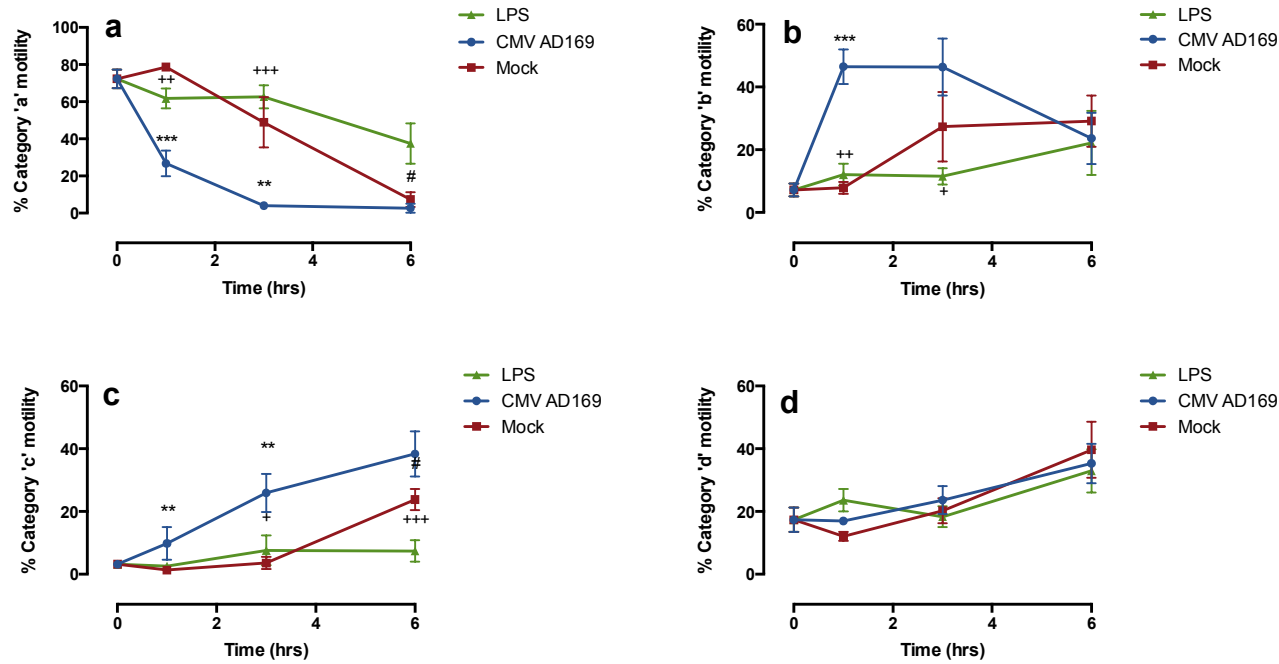 a
LPS
CMV AD169
Mock
100
80
60
40
20
0
% Category 'a' motility
++
+++
***
**
#
0 2 4 6
Time (hrs)
b
LPS
CMV AD169
Mock
60
40
20
0
% Category 'b' motility
***
++
+
0 2 4 6
Time (hrs)
c
LPS
CMV AD169
Mock
60
40
20
0
% Category 'c' motility
**
**
+
#
#
+++
0 2 4 6
Time (hrs)
d
LPS
CMV AD169
Mock
60
40
20
0
% Category 'd' motility
0 2 4 6
Time (hrs)